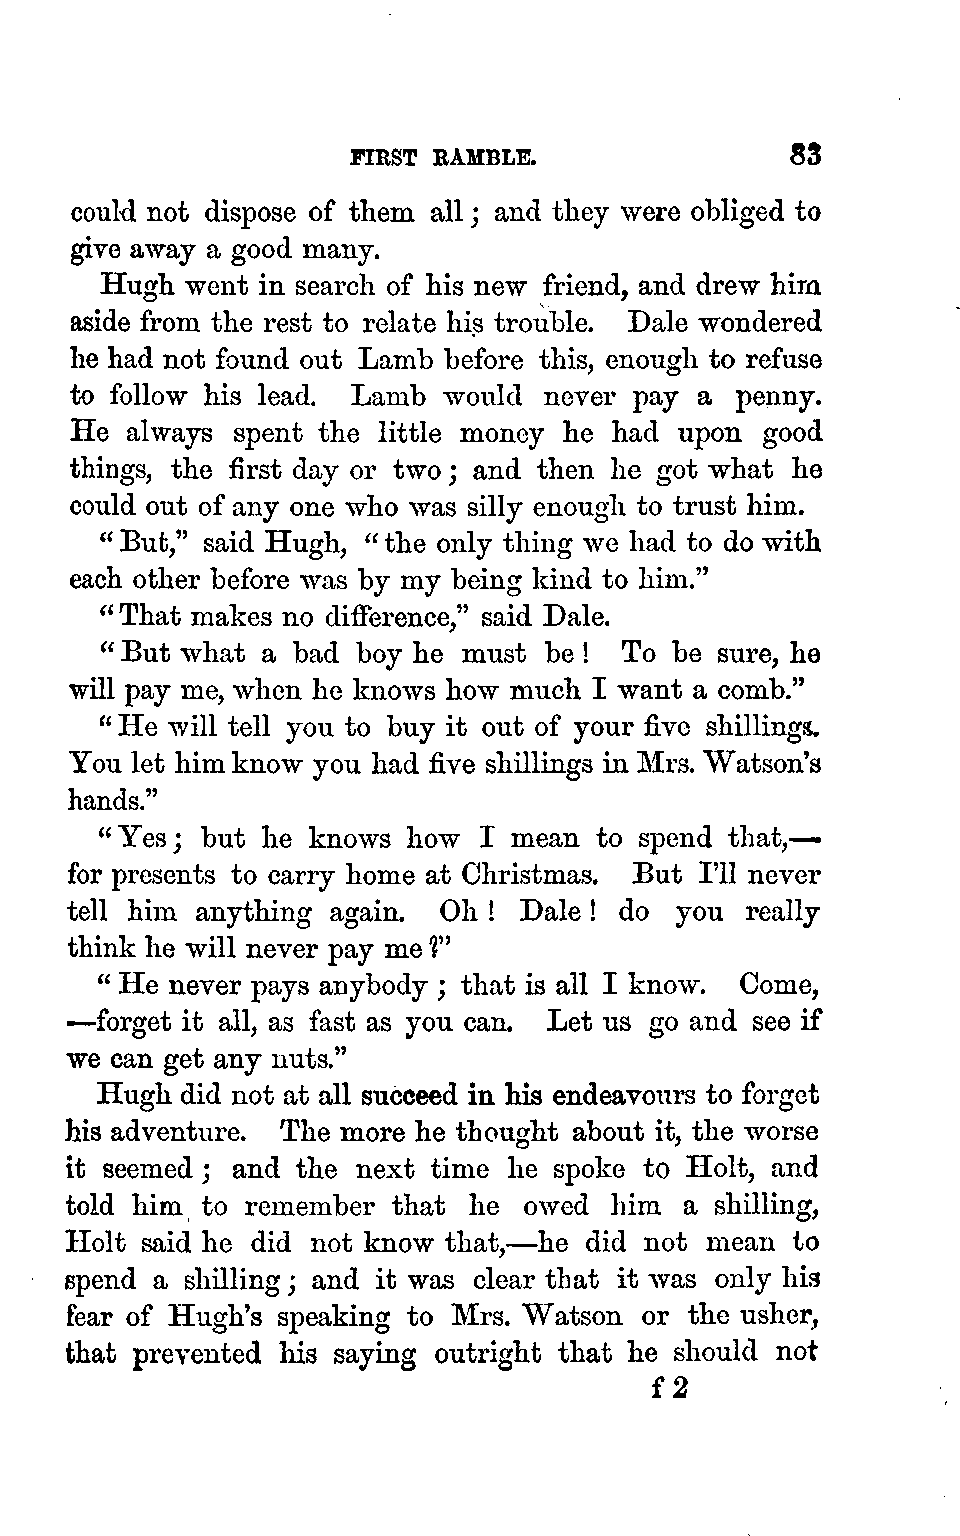 FIRST RAMBLE. 83
could not dispose of them all; and they were obliged to
give away a good many.
Hugh went in search of his new friend, and drew him
aside from the rest to relate his trouble. Dale wondered
he had not found out Lamb before this, enough to refuse
to follow his lead. Lamb would never pay a penny.
He always spent the little money he had upon good
things, the first day or two; and then he got what he
could out of any one who was silly enough to trust him.
"But," said Hugh, "the only thing we had to do with
each other before was by my being kind to him."
"That makes no difference," said Dale.
"But what a bad boy he must be! To be sure, he
will pay me, when he knows how much I want a comb."
"He will tell you to buy it out of your five shillings.
You let him know you had five shillings in Mrs. Watson's
hands."
"Yes; but he knows how I mean to spend that,—
for presents to carry home at Christmas. But I'll never
tell him anything again. Oh! Dale! do you really
think he will never pay me?"
"He never pays anybody; that is all I know. Come,
—forget it all, as fast as you can. Let us go and see if
we can get any nuts."
Hugh did not at all succeed in his endeavours to forget
his adventure. The more he thought about it, the worse
it seemed; and the next time he spoke to Holt, and
told him to remember that he owed him a shilling,
Holt said he did not know that,—he did not mean to
spend a shilling; and it was clear that it was only his
fear of Hugh's speaking to Mrs. Watson or the usher,
that prevented his saying outright that he should not
f 2